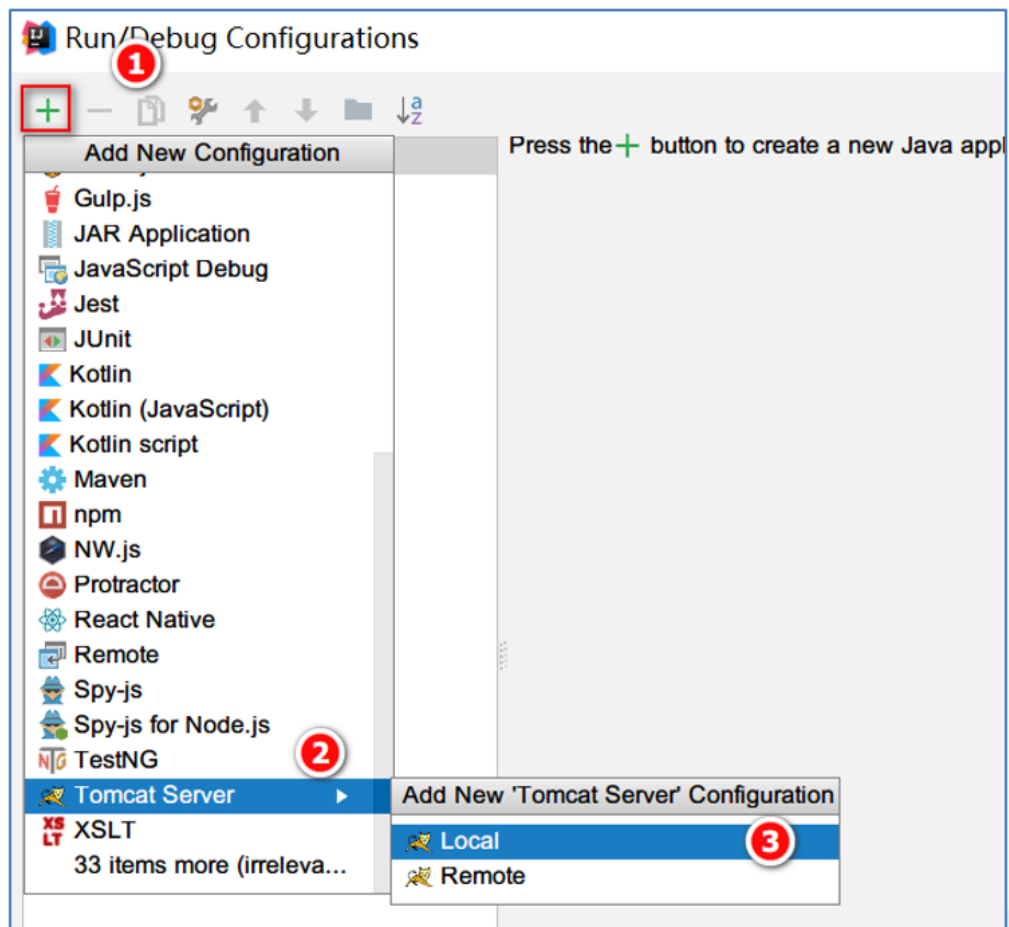 Run/Debug Configurations
1
Add New Configuration
Press the + button to create a new Java appl
Gulp.js
JAR Application
JavaScript Debug
Jest
JUnit
Kotlin
Kotlin (JavaScript)
Kotlin script
Maven
npm
NW.js
Protractor
React Native
Remote
Spy-js
Spy-js for Node.js
2
TestNG
Tomcat Server
Add New 'Tomcat Server' Configuration
XSLT
Local
3
33 items more (irreleva...
Remote